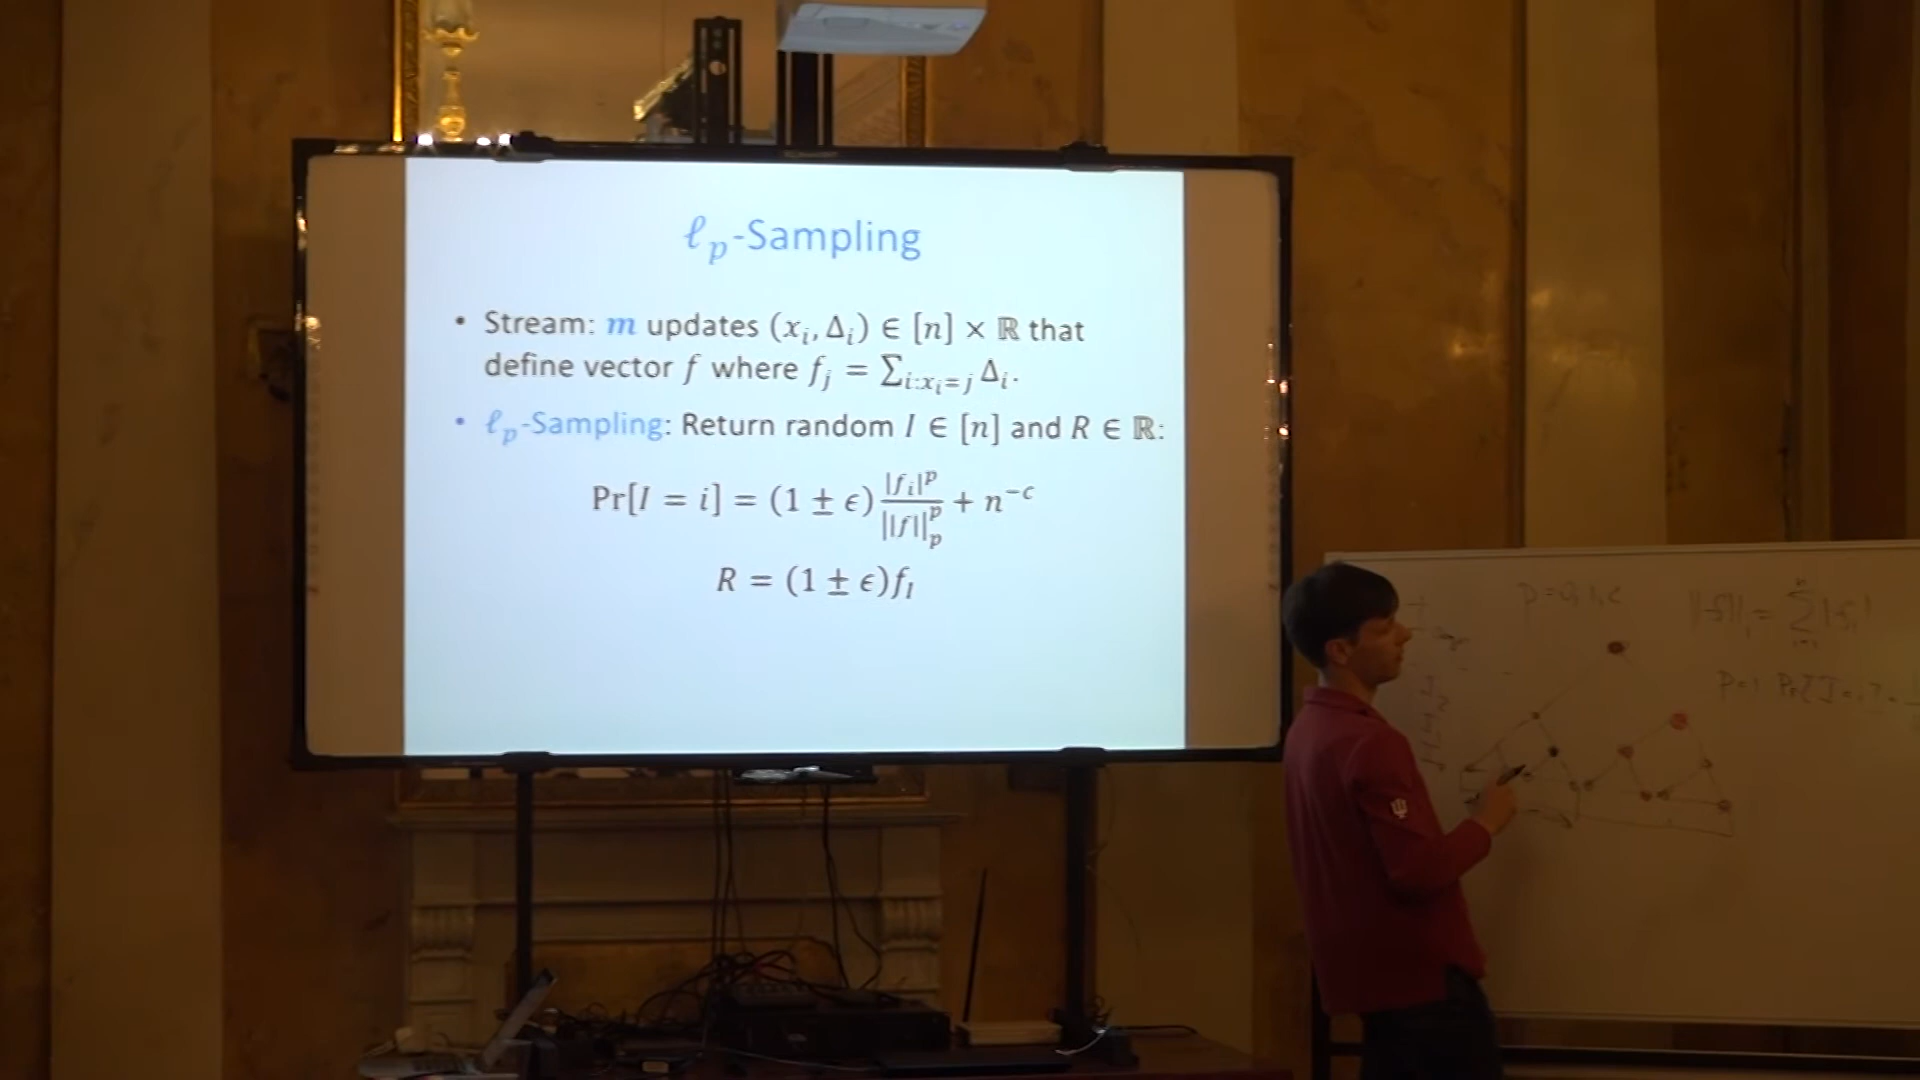 ℓ_p-Sampling
• Stream: m updates (x_i, Δ_i) ∈ [n] × ℝ that
define vector f where f_j = ∑_{i:x_i=j} Δ_i.
• ℓ_p-Sampling: Return random I ∈ [n] and R ∈ ℝ:
Pr[I = i] = (1 ± ϵ) |f_i|^p / ||f||_p^p + n^{-c}
R = (1 ± ϵ)f_I